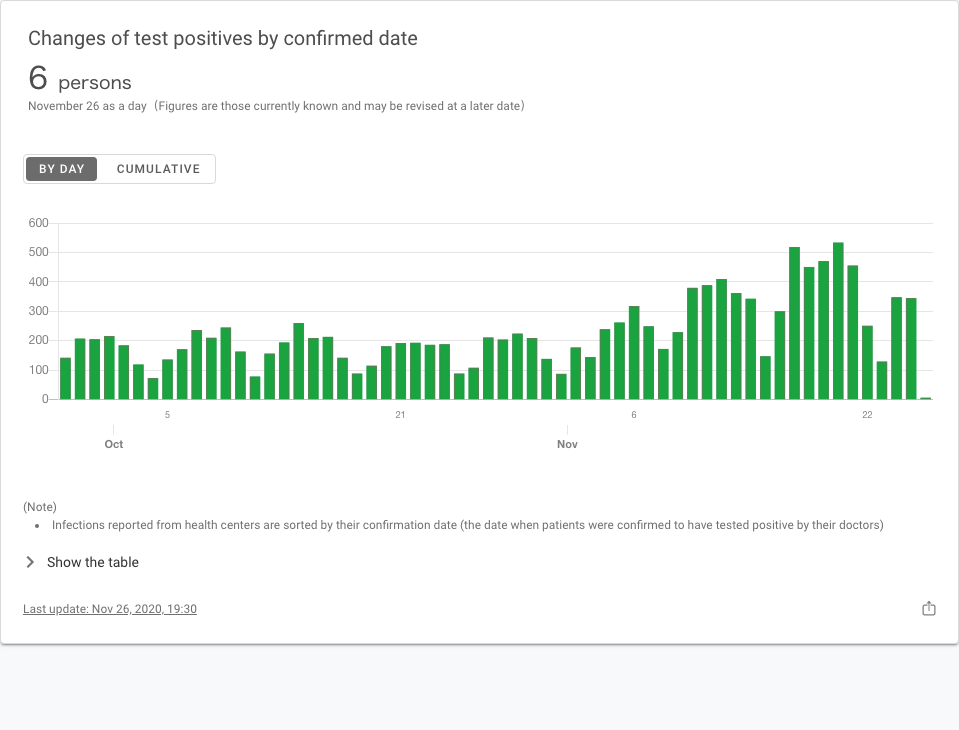 Changes of test positives by confirmed date
6 persons
November 26 as a day（Figures are those currently known and may be revised at a later date）
BY DAY CUMULATIVE
600
500
400
300
200
100
0
5 21 6 22
Oct Nov
(Note)
• Infections reported from health centers are sorted by their confirmation date (the date when patients were confirmed to have tested positive by their doctors)
Show the table
Last update: Nov 26, 2020, 19:30